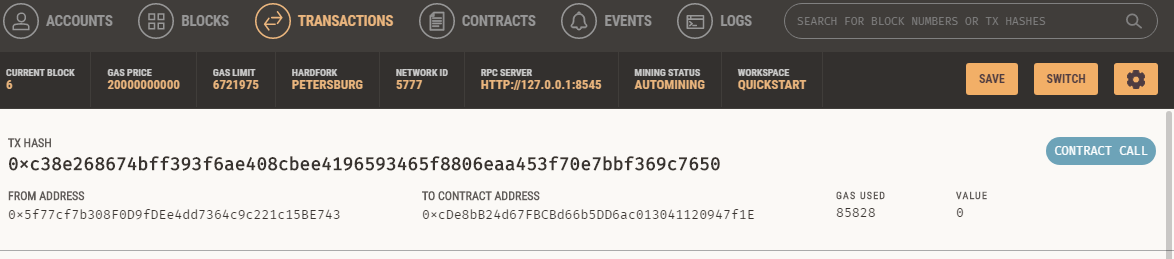 ACCOUNTS BLOCKS TRANSACTIONS CONTRACTS EVENTS LOGS SEARCH FOR BLOCK NUMBERS OR TX HASHES
CURRENT BLOCK GAS PRICE GAS LIMIT HARDFORK NETWORK ID RPC SERVER MINING STATUS WORKSPACE
6 20000000000 6721975 PETERSBURG 5777 HTTP://127.0.0.1:8545 AUTOMINING QUICKSTART SAVE SWITCH
TX HASH
0×c38e268674bff393f6ae408cbee4196593465f8806eaa453f70e7bbf369c7650 CONTRACT CALL
FROM ADDRESS TO CONTRACT ADDRESS GAS USED VALUE
0×5f77cf7b308F0D9fDEe4dd7364c9c221c15BE743 0×cDe8bB24d67FBCBd66b5DD6ac013041120947f1E 85828 0